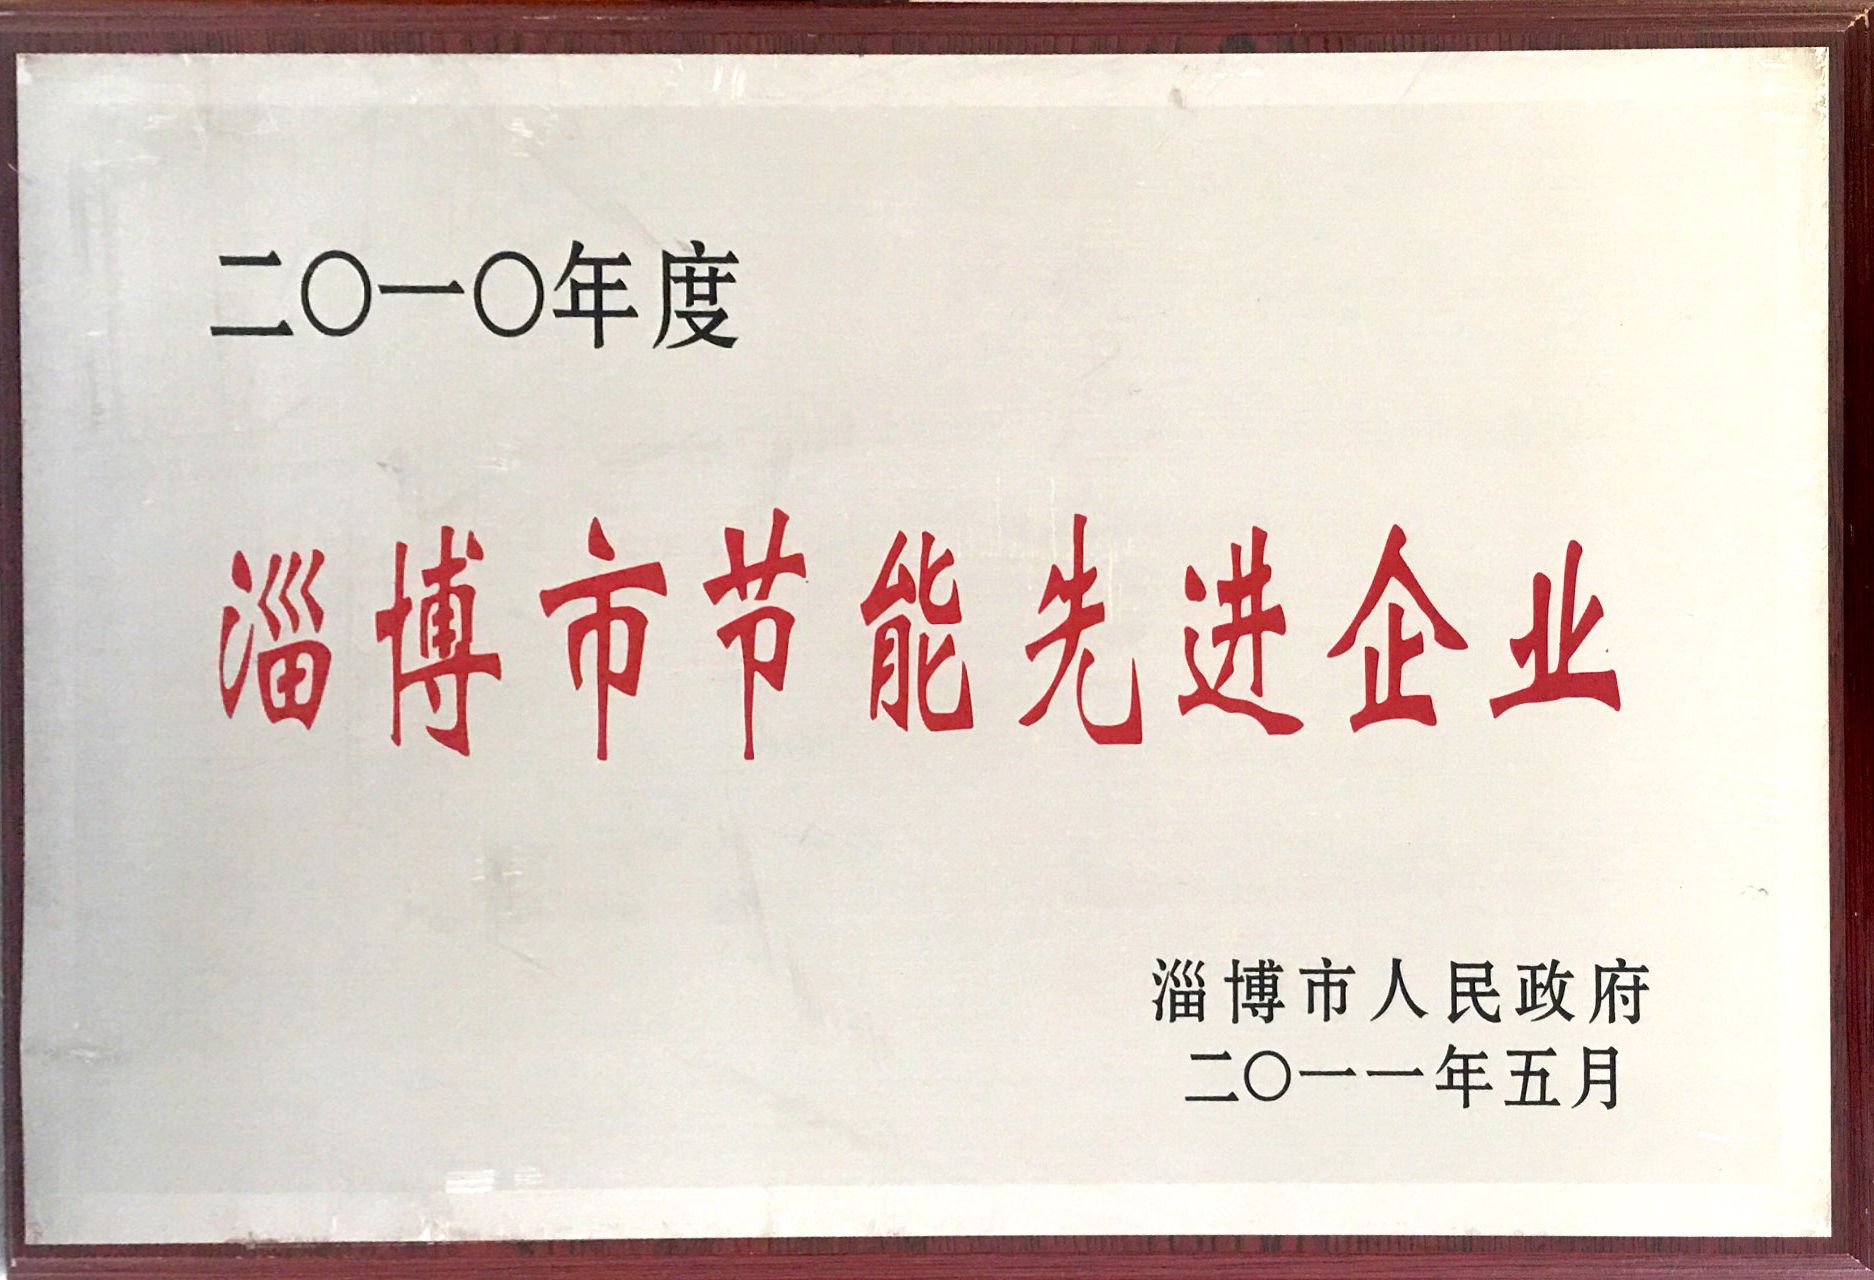 二〇一〇年度
淄博市节能先进企业
淄博市人民政府
二〇一一年五月